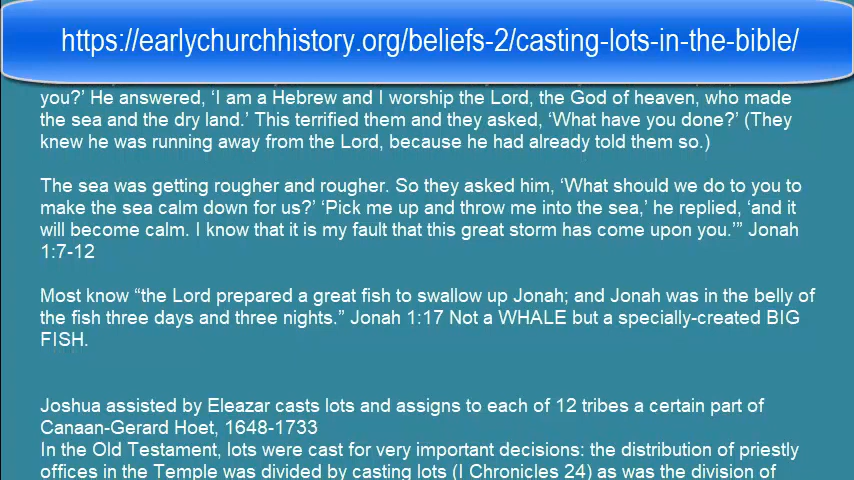 https://earlychurchhistory.org/beliefs-2/casting-lots-in-the-bible/
you?’ He answered, ‘I am a Hebrew and I worship the Lord, the God of heaven, who made
the sea and the dry land.’ This terrified them and they asked, ‘What have you done?’ (They
knew he was running away from the Lord, because he had already told them so.)
The sea was getting rougher and rougher. So they asked him, ‘What should we do to you to
make the sea calm down for us?’ ‘Pick me up and throw me into the sea,’ he replied, ‘and it
will become calm. I know that it is my fault that this great storm has come upon you.’” Jonah
1:7-12
Most know “the Lord prepared a great fish to swallow up Jonah; and Jonah was in the belly of
the fish three days and three nights.” Jonah 1:17 Not a WHALE but a specially-created BIG
FISH.
Joshua assisted by Eleazar casts lots and assigns to each of 12 tribes a certain part of
Canaan-Gerard Hoet, 1648-1733
In the Old Testament, lots were cast for very important decisions: the distribution of priestly
offices in the Temple was divided by casting lots (I Chronicles 24) as was the division of